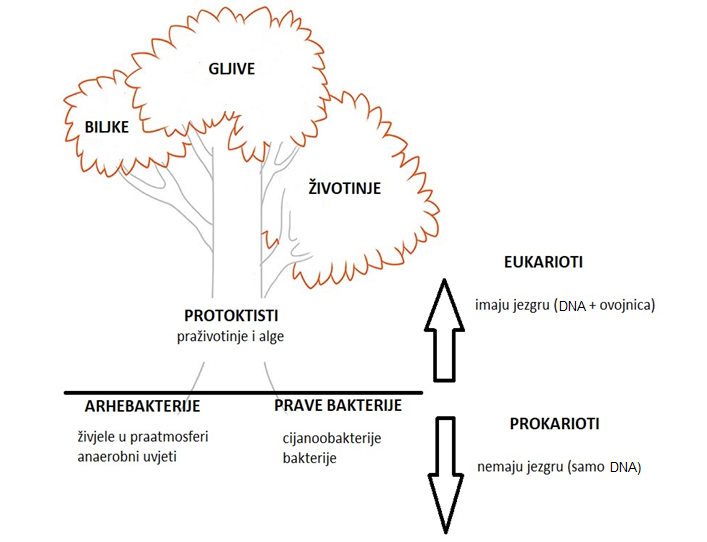 GLJIVE
BILJKE
ŽIVOTINJE
EUKARIOTI
imaju jezgru (DNA + ovojnica)
PROTOKTISTI
praživotinje i alge
ARHEBAKTERIJE
živjele u praatmosferi
anaerobni uvjeti
PRAVE BAKTERIJE
cijanoobakterije
bakterije
PROKARIOTI
nemaju jezgru (samo DNA)